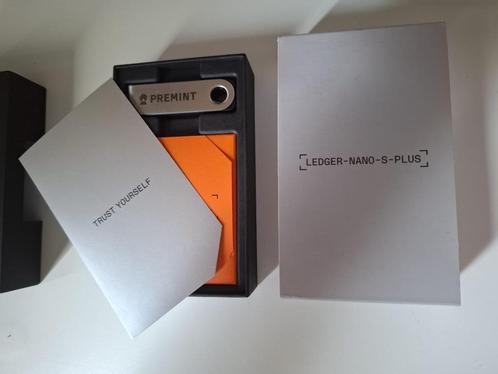 PREMINT
TRUST YOURSELF
[LEDGER-NANO-S-PLUS]